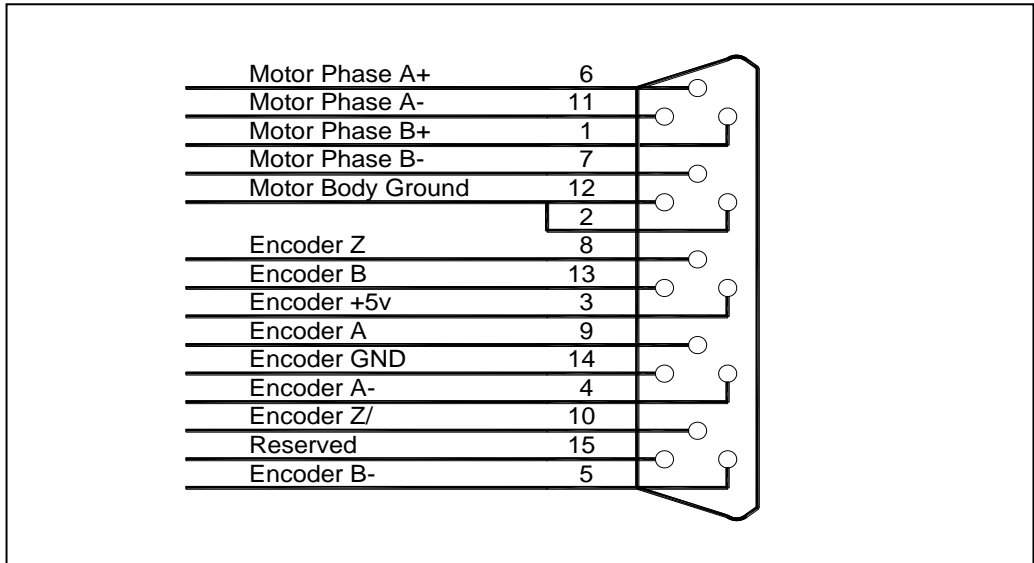 Motor Phase A+ 6
Motor Phase A- 11
Motor Phase B+ 1
Motor Phase B- 7
Motor Body Ground 12
2
Encoder Z 8
Encoder B 13
Encoder +5v 3
Encoder A 9
Encoder GND 14
Encoder A- 4
Encoder Z/ 10
Reserved 15
Encoder B- 5